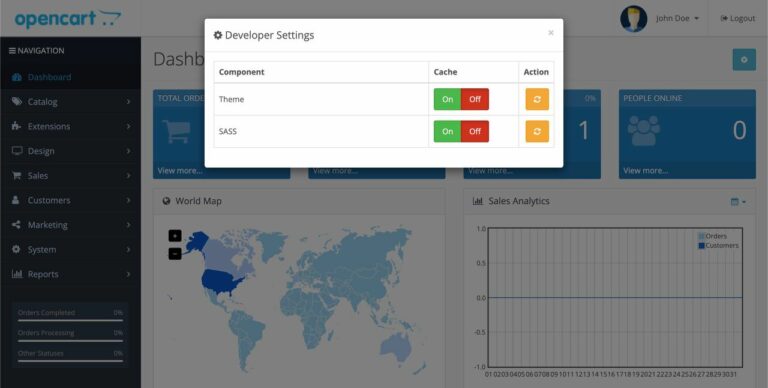 opencart
John Doe
Logout
NAVIGATION
Dashboard
Catalog
Extensions
Design
Sales
Customers
Marketing
System
Reports
Orders Completed 0%
Orders Processing 0%
Other Statuses 0%
Dashb
Developer Settings
×
Component Cache Action
Theme On Off
SASS On Off
TOTAL ORDE
View more...
View more...
0%
1
View more...
PEOPLE ONLINE
0
View more...
World Map
+
−
Sales Analytics
Orders
Customers
1.0
0.5
0.0
-0.5
-1.0
01 02 03 04 05 06 07 08 09 10 11 12 13 14 15 16 17 18 19 20 21 22 23 24 25 26 27 28 29 30 31